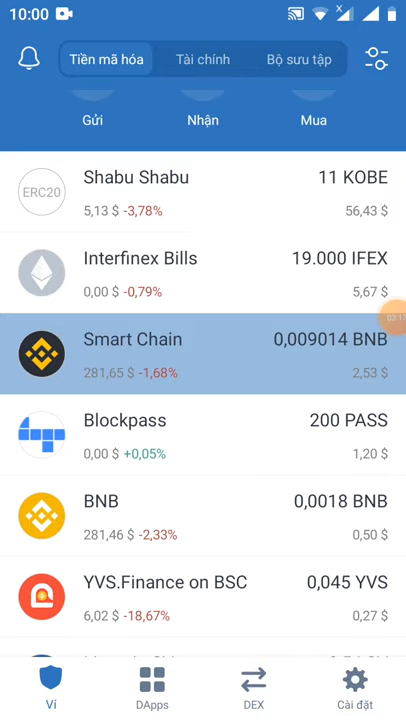 10:00
Tiền mã hóa
Tài chính
Bộ sưu tập
Gửi
Nhận
Mua
ERC20
Shabu Shabu
11 KOBE
5,13 $ -3,78%
56,43 $
Interfinex Bills
19.000 IFEX
0,00 $ -0,79%
5,67 $
Smart Chain
0,009014 BNB
281,65 $ -1,68%
2,53 $
Blockpass
200 PASS
0,00 $ +0,05%
1,20 $
BNB
0,0018 BNB
281,46 $ -2,33%
0,50 $
YVS.Finance on BSC
0,045 YVS
6,02 $ -18,67%
0,27 $
Ví
DApps
DEX
Cài đặt